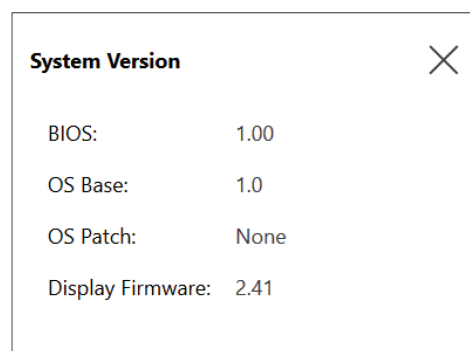 System Version
BIOS: 1.00
OS Base: 1.0
OS Patch: None
Display Firmware: 2.41